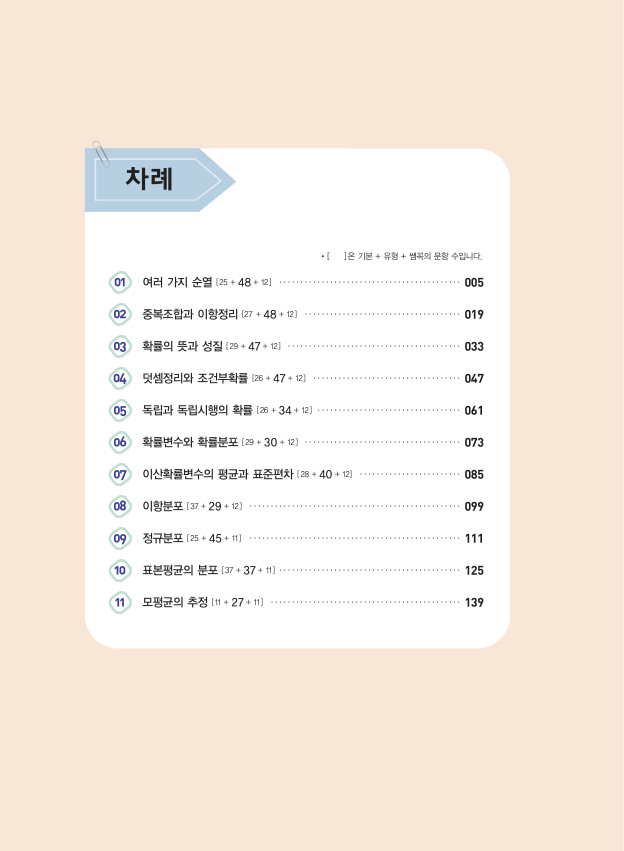 차례
• [ ]은 기본 + 유형 + 쌤꼭의 문항 수입니다.
01 여러 가지 순열 [25 + 48 + 12] 005
02 중복조합과 이항정리 [27 + 48 + 12] 019
03 확률의 뜻과 성질 [29 + 47 + 12] 033
04 덧셈정리와 조건부확률 [26 + 47 + 12] 047
05 독립과 독립시행의 확률 [26 + 34 + 12] 061
06 확률변수와 확률분포 [29 + 30 + 12] 073
07 이산확률변수의 평균과 표준편차 [28 + 40 + 12] 085
08 이항분포 [37 + 29 + 12] 099
09 정규분포 [25 + 45 + 11] 111
10 표본평균의 분포 [37 + 37 + 11] 125
11 모평균의 추정 [11 + 27 + 11] 139